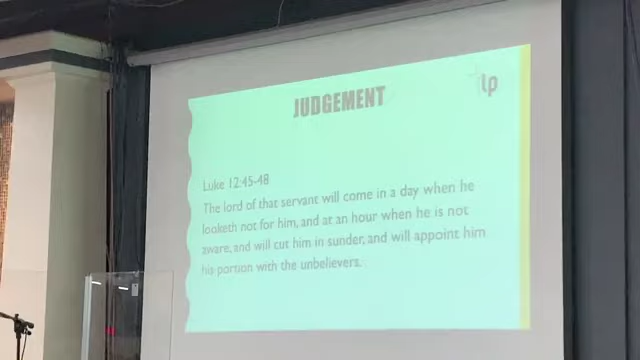 JUDGEMENT
lp
Luke 12:45-48
The lord of that servant will come in a day when he
looketh not for him, and at an hour when he is not
aware, and will cut him in sunder, and will appoint him
his portion with the unbelievers.